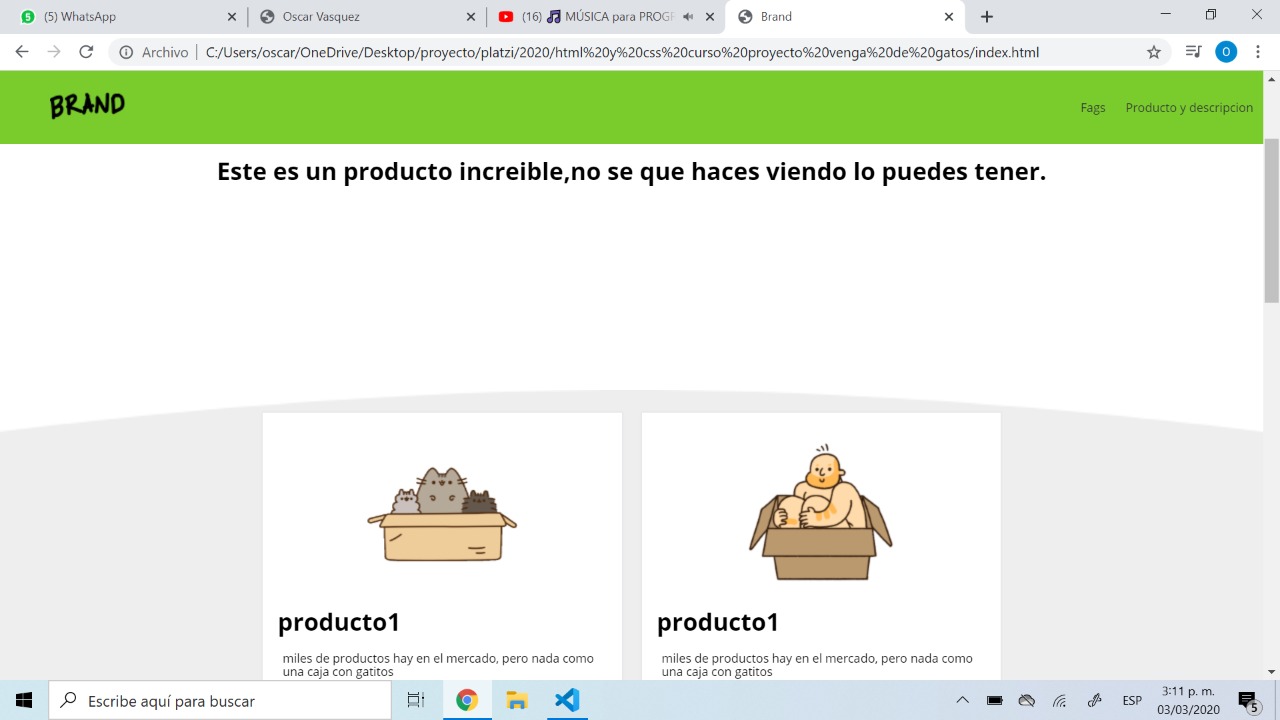 (5) WhatsApp
Oscar Vasquez
(16) MÚSICA para PROGR
Brand
Archivo
C:/Users/oscar/OneDrive/Desktop/proyecto/platzi/2020/html%20y%20css%20curso%20proyecto%20venga%20de%20gatos/index.html
O
BRAND
Fags
Producto y descripcion
Este es un producto increible,no se que haces viendo lo puedes tener.
producto1
miles de productos hay en el mercado, pero nada como
una caja con gatitos
producto1
miles de productos hay en el mercado, pero nada como
una caja con gatitos
Escribe aquí para buscar
ESP
3:11 p. m.
03/03/2020
5